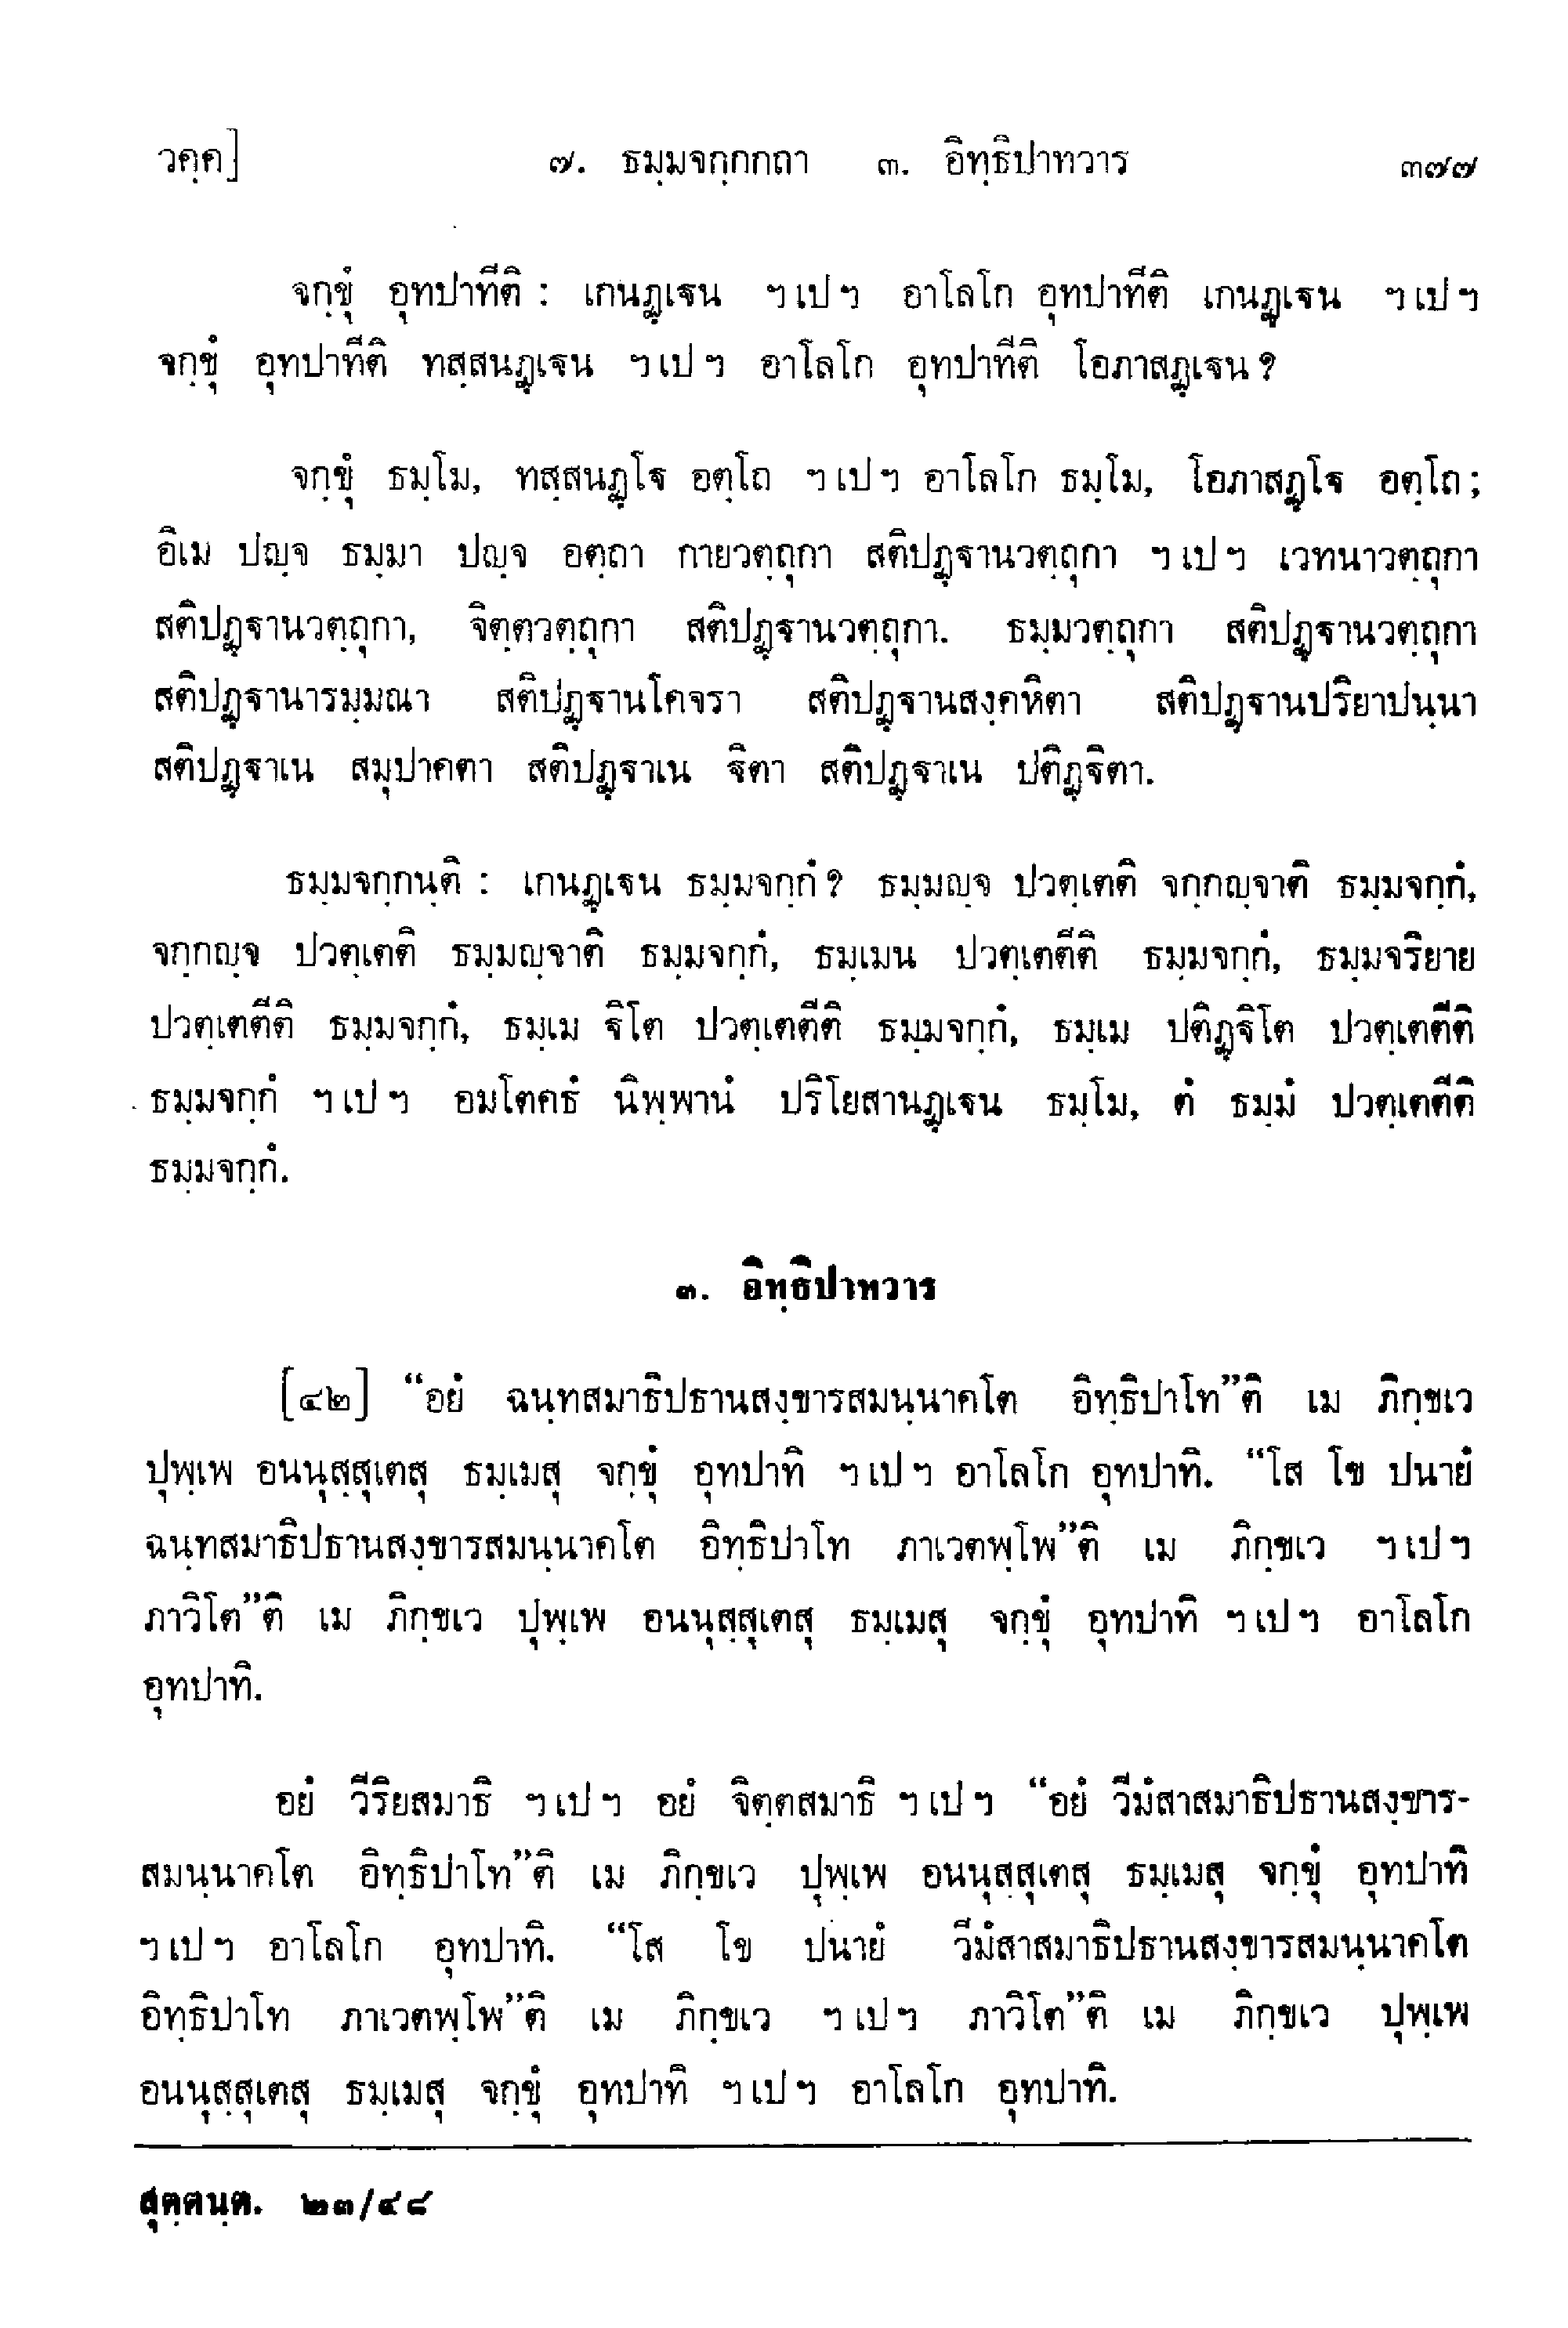 วคฺค] ๗. ธมฺมจกฺกกถา ๓. อิทฺธิปาทวาร ๓๗๗
จกฺขุํ อุทปาทีติ : เกนฏฺเฐน ฯ เป ฯ อาโลโก อุทปาทีติ เกนฏฺเฐน ฯ เป ฯ
จกฺขุํ อุทปาทีติ ทสฺสนฏฺเฐน ฯ เป ฯ อาโลโก อุทปาทีติ โอภาสฏฺเฐน ?
จกฺขุํ ธมฺโม, ทสฺสนฏฺโฐ อตฺโถ ฯ เป ฯ อาโลโก ธมฺโม, โอภาสฏฺโฐ อตฺโถ ;
อิเม ปญฺจ ธมฺมา ปญฺจ อตฺถา กายวตฺถุกา สติปฏฺฐานวตฺถุกา ฯ เป ฯ เวทนาวตฺถุกา
สติปฏฺฐานวตฺถุกา, จิตฺตวตฺถุกา สติปฏฺฐานวตฺถุกา. ธมฺมวตฺถุกา สติปฏฺฐานวตฺถุกา
สติปฏฺฐานารมฺมณา สติปฏฺฐานโคจรา สติปฏฺฐานสงฺคหิตา สติปฏฺฐานปริยาปนฺนา
สติปฏฺฐาเน สมุปาคตา สติปฏฺฐาเน ฐิตา สติปฏฺฐาเน ปติฏฺฐิตา.
ธมฺมจกฺกนฺติ : เกนฏฺเฐน ธมฺมจกฺกํ ? ธมฺมญฺจ ปวตฺเตติ จกฺกญฺจาติ ธมฺมจกฺกํ,
จกฺกญฺจ ปวตฺเตติ ธมฺมญฺจาติ ธมฺมจกฺกํ, ธมฺเมน ปวตฺเตตีติ ธมฺมจกฺกํ, ธมฺมจริยาย
ปวตฺเตตีติ ธมฺมจกฺกํ, ธมฺเม ฐิโต ปวตฺเตตีติ ธมฺมจกฺกํ, ธมฺเม ปติฏฺฐิโต ปวตฺเตตีติ
ธมฺมจกฺกํ ฯ เป ฯ อมโตคธํ นิพฺพานํ ปริโยสานฏฺเฐน ธมฺโม, ตํ ธมฺมํ ปวตฺเตตีติ
ธมฺมจกฺกํ.
๓. อิทฺธิปาทวาร
[๔๒] “อยํ ฉนฺทสมาธิปธานสงฺขารสมนฺนาคโต อิทฺธิปาโท”ติ เม ภิกฺขเว
ปุพฺเพ อนนุสฺสุเตสุ ธมฺเมสุ จกฺขุํ อุทปาทิ ฯ เป ฯ อาโลโก อุทปาทิ. “โส โข ปนายํ
ฉนฺทสมาธิปธานสงฺขารสมนฺนาคโต อิทฺธิปาโท ภาเวตพฺโพ”ติ เม ภิกฺขเว ฯ เป ฯ
ภาวิโต”ติ เม ภิกฺขเว ปุพฺเพ อนนุสฺสุเตสุ ธมฺเมสุ จกฺขุํ อุทปาทิ ฯ เป ฯ อาโลโก
อุทปาทิ.
อยํ วีริยสมาธิ ฯ เป ฯ อยํ จิตฺตสมาธิ ฯ เป ฯ “อยํ วีมํสาสมาธิปธานสงฺขาร-
สมนฺนาคโต อิทฺธิปาโท”ติ เม ภิกฺขเว ปุพฺเพ อนนุสฺสุเตสุ ธมฺเมสุ จกฺขุํ อุทปาทิ
ฯ เป ฯ อาโลโก อุทปาทิ. “โส โข ปนายํ วีมํสาสมาธิปธานสงฺขารสมนฺนาคโต
อิทฺธิปาโท ภาเวตพฺโพ”ติ เม ภิกฺขเว ฯ เป ฯ ภาวิโต”ติ เม ภิกฺขเว ปุพฺเพ
อนนุสฺสุเตสุ ธมฺเมสุ จกฺขุํ อุทปาทิ ฯ เป ฯ อาโลโก อุทปาทิ.
สุตฺตนฺต. ๒๓/๔๘